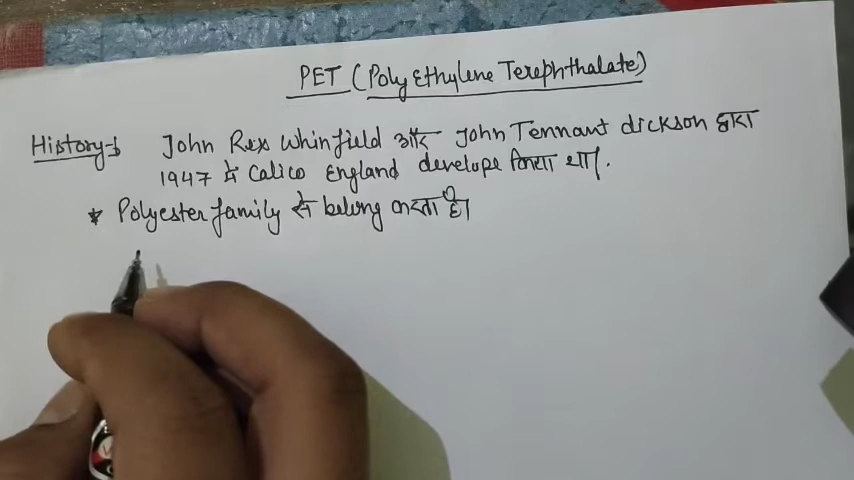 PET (Poly Ethylene Terephthalate)
History→ John Rex Whinfield और John Tennant dickson द्वारा
1947 में Calico England develope किया था।
* Polyester family से belong करता है।